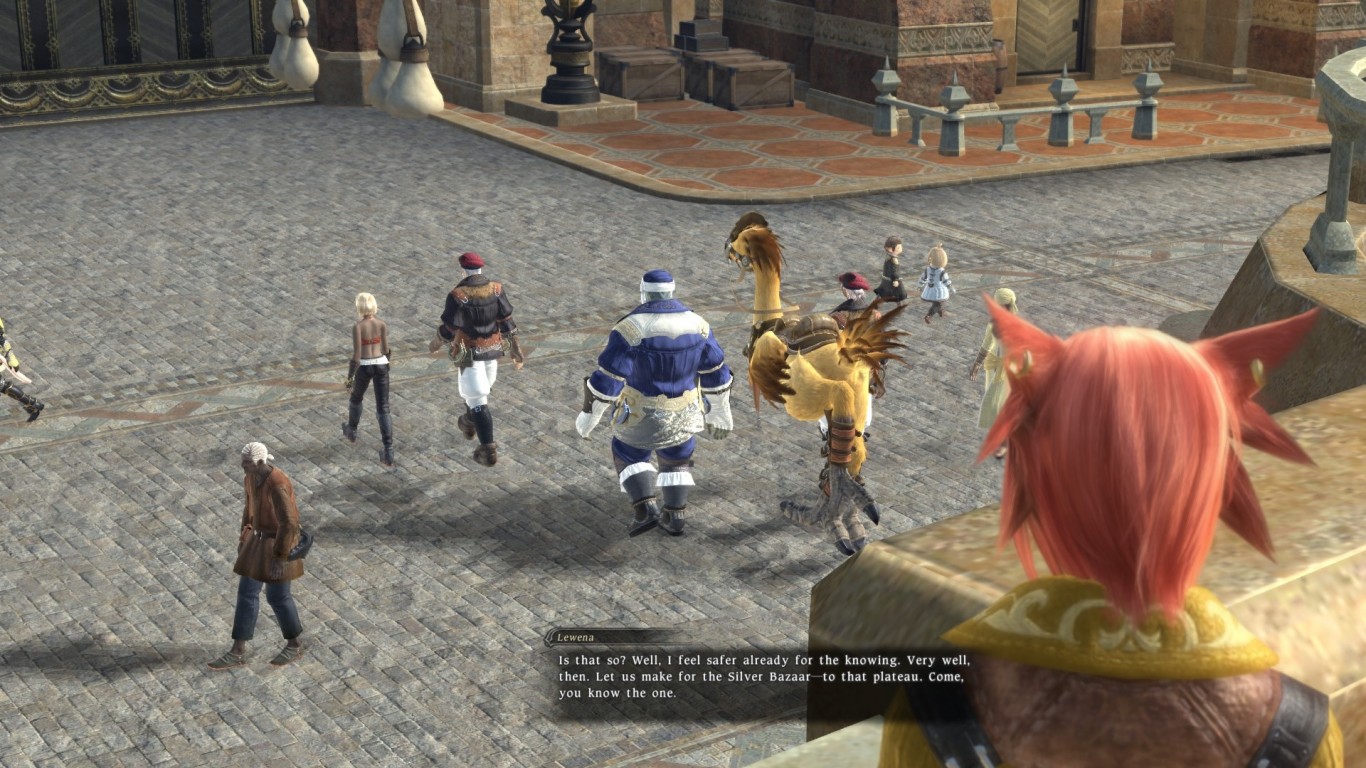 Lewena
Is that so? Well, I feel safer already for the knowing. Very well,
then. Let us make for the Silver Bazaar—to that plateau. Come,
you know the one.